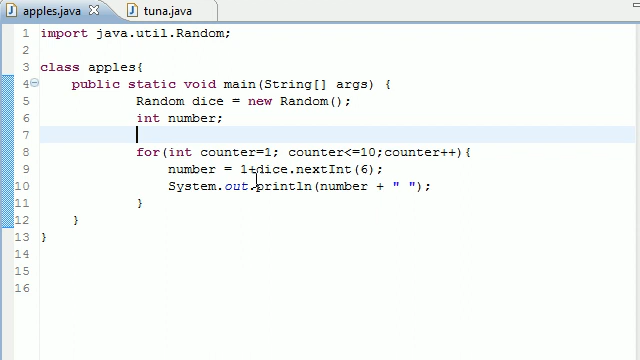 apples.java tuna.java
1 import java.util.Random;
2
3 class apples{
4 public static void main(String[] args) {
5 Random dice = new Random();
6 int number;
7
8 for(int counter=1; counter<=10;counter++){
9 number = 1+dice.nextInt(6);
10 System.out.println(number + " ");
11 }
12 }
13 }
14
15
16